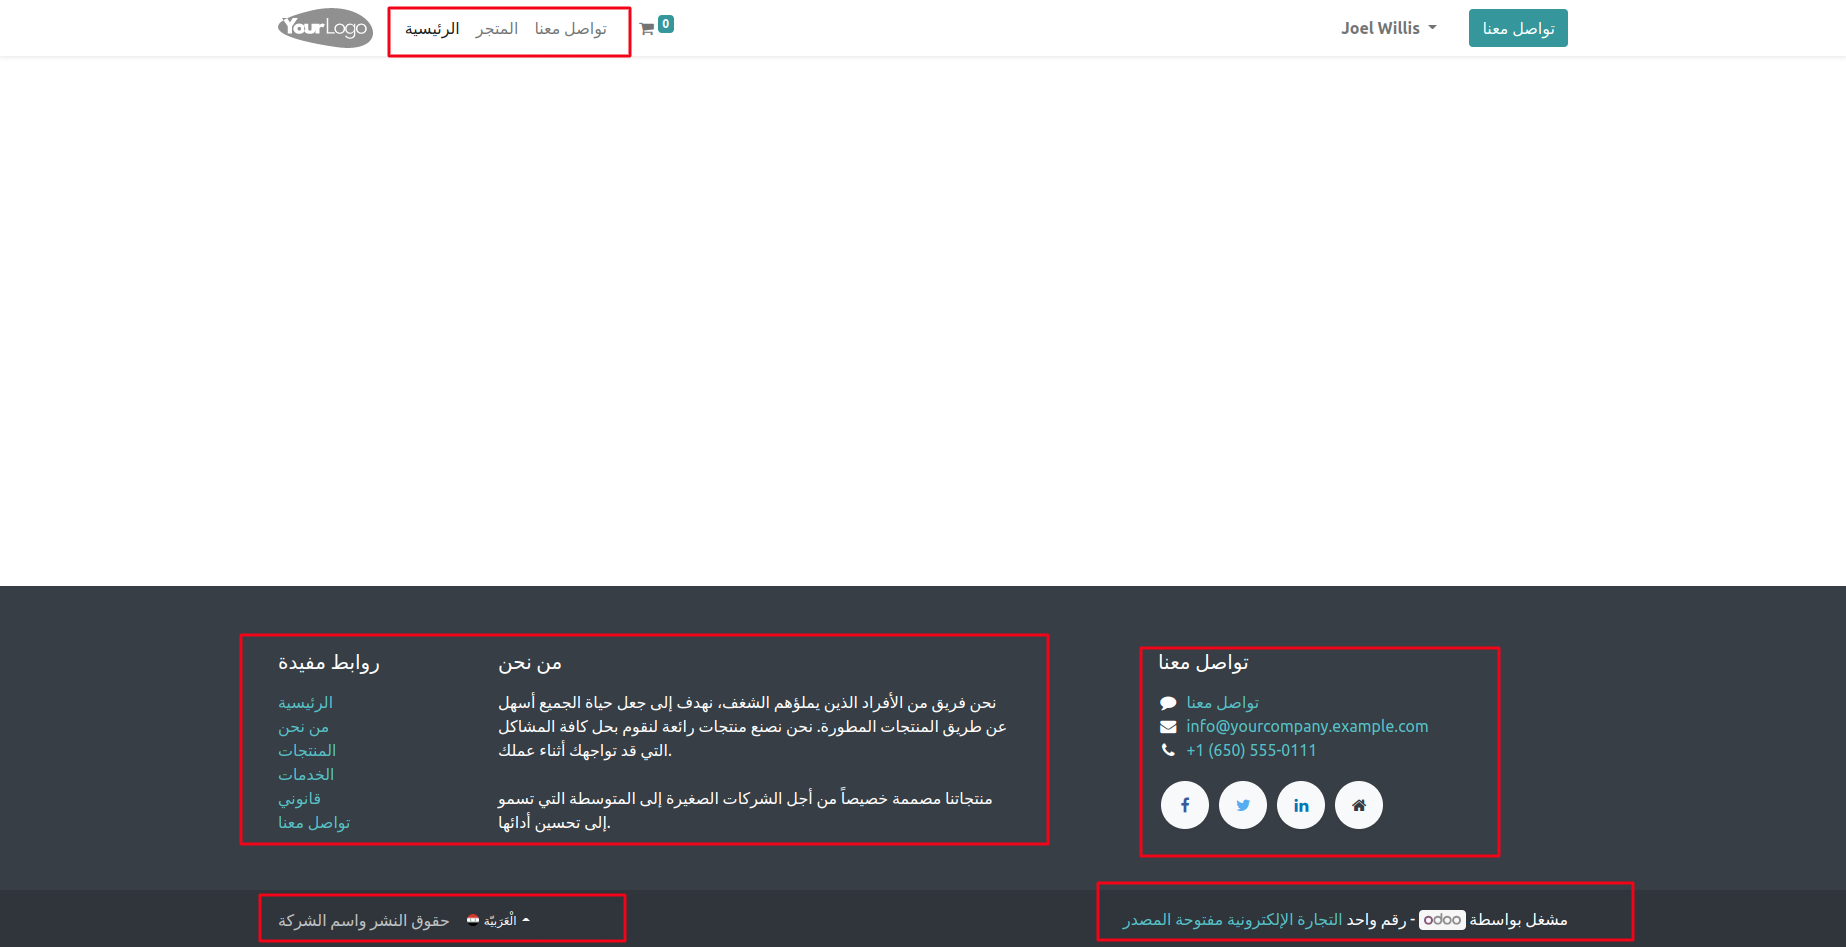 YourLogo
الرئيسية
المتجر
تواصل معنا
0
Joel Willis
تواصل معنا
روابط مفيدة
الرئيسية
من نحن
المنتجات
الخدمات
قانوني
تواصل معنا
من نحن
نحن فريق من الأفراد الذين يملؤهم الشغف، نهدف إلى جعل حياة الجميع أسهل
عن طريق المنتجات المطورة. نحن نصنع منتجات رائعة لنقوم بحل كافة المشاكل
التي قد تواجهك أثناء عملك.
منتجاتنا مصممة خصيصاً من أجل الشركات الصغيرة إلى المتوسطة التي تسمو
إلى تحسين أدائها.
تواصل معنا
تواصل معنا
info@yourcompany.example.com
+1 (650) 555-0111
حقوق النشر واسم الشركة
الْعَرَبيّة
مشغل بواسطة odoo - رقم واحد التجارة الإلكترونية مفتوحة المصدر